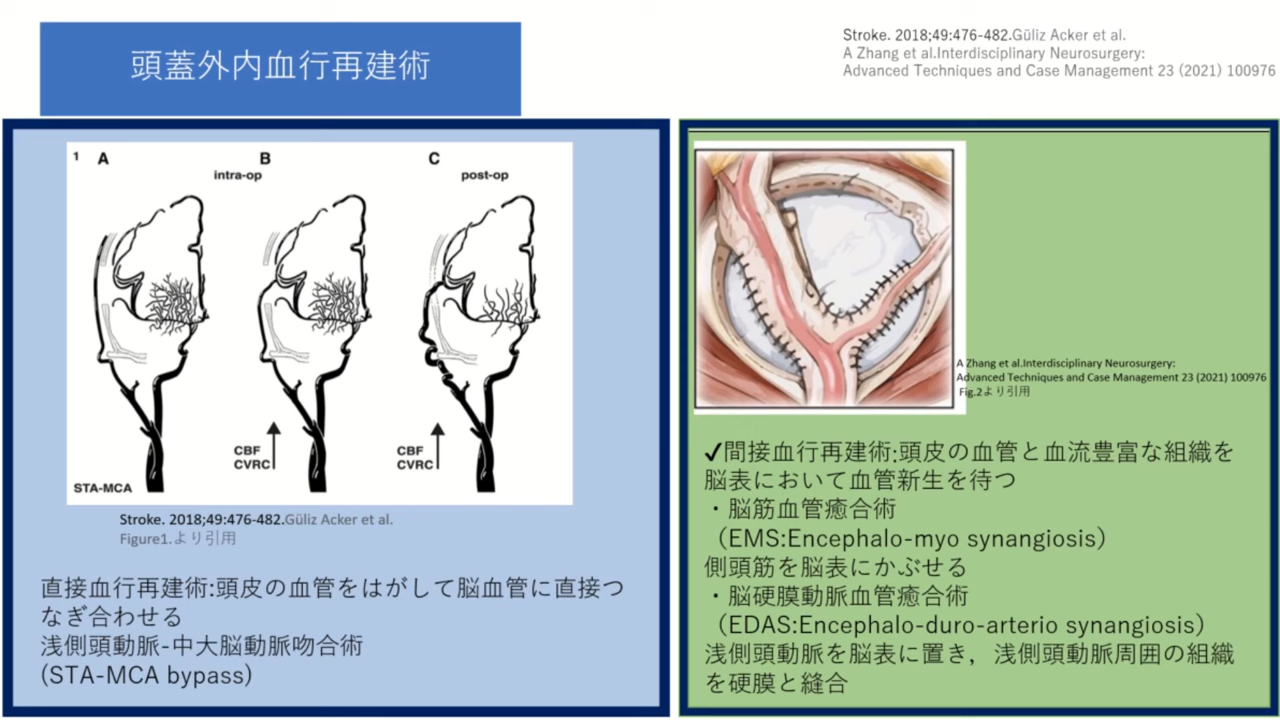 頭蓋外内血行再建術
Stroke. 2018;49:476-482.Güliz Acker et al.
A Zhang et al.Interdisciplinary Neurosurgery:
Advanced Techniques and Case Management 23 (2021) 100976
1 A B C
intra-op post-op
CBF
CVRC
CBF
CVRC
STA-MCA
Stroke. 2018;49:476-482.Güliz Acker et al.
Figure1.より引用
直接血行再建術:頭皮の血管をはがして脳血管に直接つ
なぎ合わせる
浅側頭動脈-中大脳動脈吻合術
(STA-MCA bypass)
A Zhang et al.Interdisciplinary Neurosurgery:
Advanced Techniques and Case Management 23 (2021) 100976
Fig.2より引用
✓間接血行再建術:頭皮の血管と血流豊富な組織を
脳表において血管新生を待つ
・脳筋血管癒合術
（EMS:Encephalo-myo synangiosis）
側頭筋を脳表にかぶせる
・脳硬膜動脈血管癒合術
（EDAS:Encephalo-duro-arterio synangiosis）
浅側頭動脈を脳表に置き，浅側頭動脈周囲の組織
を硬膜と縫合